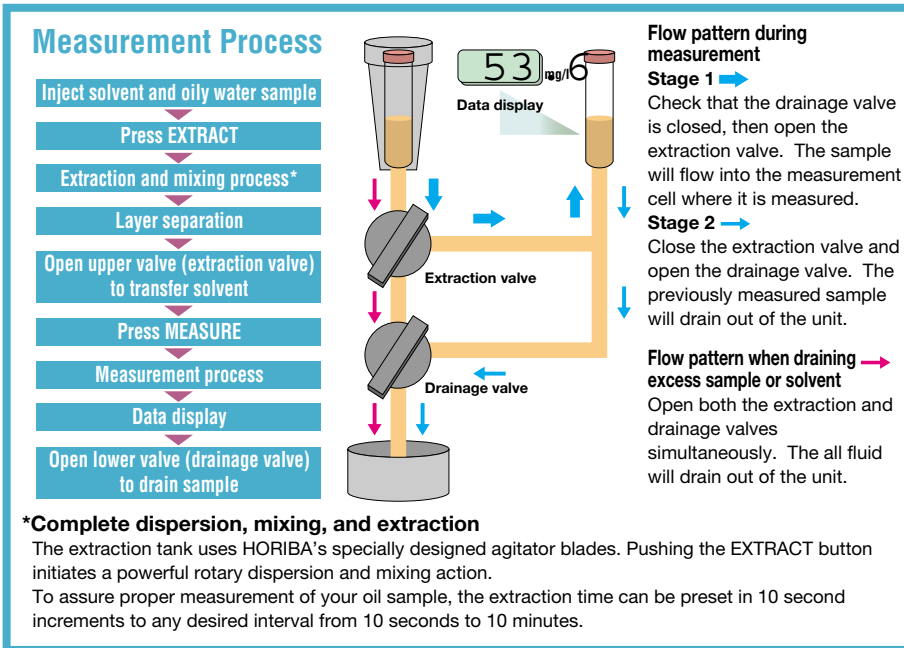 Measurement Process
Inject solvent and oily water sample
Press EXTRACT
Extraction and mixing process*
Layer separation
Open upper valve (extraction valve)
to transfer solvent
Press MEASURE
Measurement process
Data display
Open lower valve (drainage valve)
to drain sample
53.6 mg/l
Data display
Extraction valve
Drainage valve
Flow pattern during
measurement
Stage 1
Check that the drainage valve
is closed, then open the
extraction valve. The sample
will flow into the measurement
cell where it is measured.
Stage 2
Close the extraction valve and
open the drainage valve. The
previously measured sample
will drain out of the unit.
Flow pattern when draining
excess sample or solvent
Open both the extraction and
drainage valves
simultaneously. The all fluid
will drain out of the unit.
*Complete dispersion, mixing, and extraction
The extraction tank uses HORIBA's specially designed agitator blades. Pushing the EXTRACT button
initiates a powerful rotary dispersion and mixing action.
To assure proper measurement of your oil sample, the extraction time can be preset in 10 second
increments to any desired interval from 10 seconds to 10 minutes.